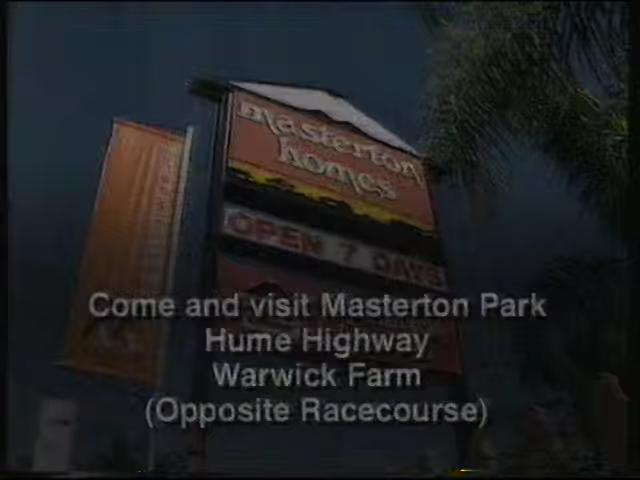 masterton
homes
OPEN 7 DAYS
Come and visit Masterton Park
Hume Highway
Warwick Farm
(Opposite Racecourse)